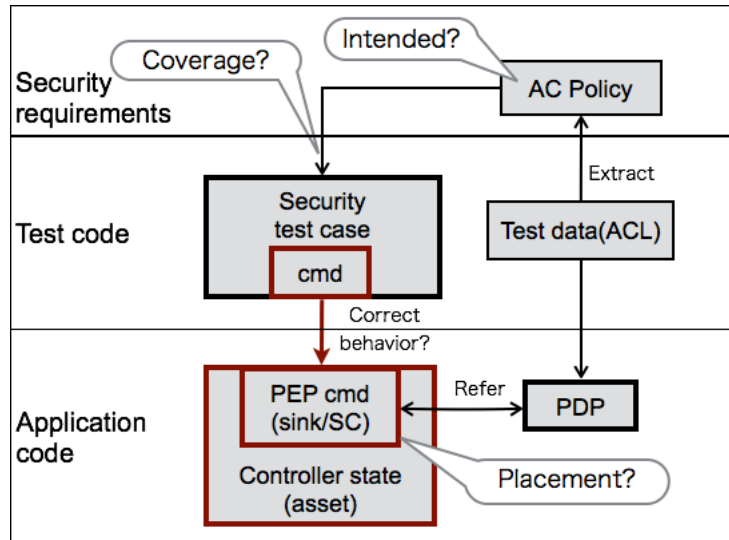 Intended?
Coverage?
Security
requirements
AC Policy
Extract
Test code
Security
test case
cmd
Test data(ACL)
Correct
behavior?
Application
code
PEP cmd
(sink/SC)
Refer
PDP
Controller state
(asset)
Placement?